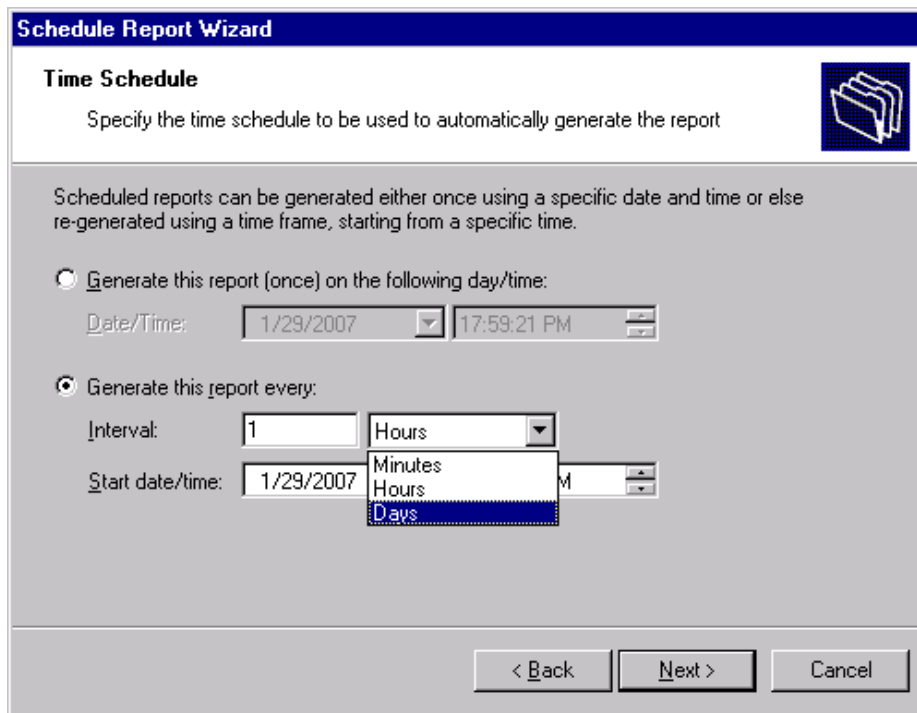 Schedule Report Wizard
Time Schedule
Specify the time schedule to be used to automatically generate the report
Scheduled reports can be generated either once using a specific date and time or else
re-generated using a time frame, starting from a specific time.
Generate this report (once) on the following day/time:
Date/Time: 1/29/2007 17:59:21 PM
Generate this report every:
Interval: 1 Hours
Minutes
Start date/time: 1/29/2007 Hours M
Days
< Back Next > Cancel